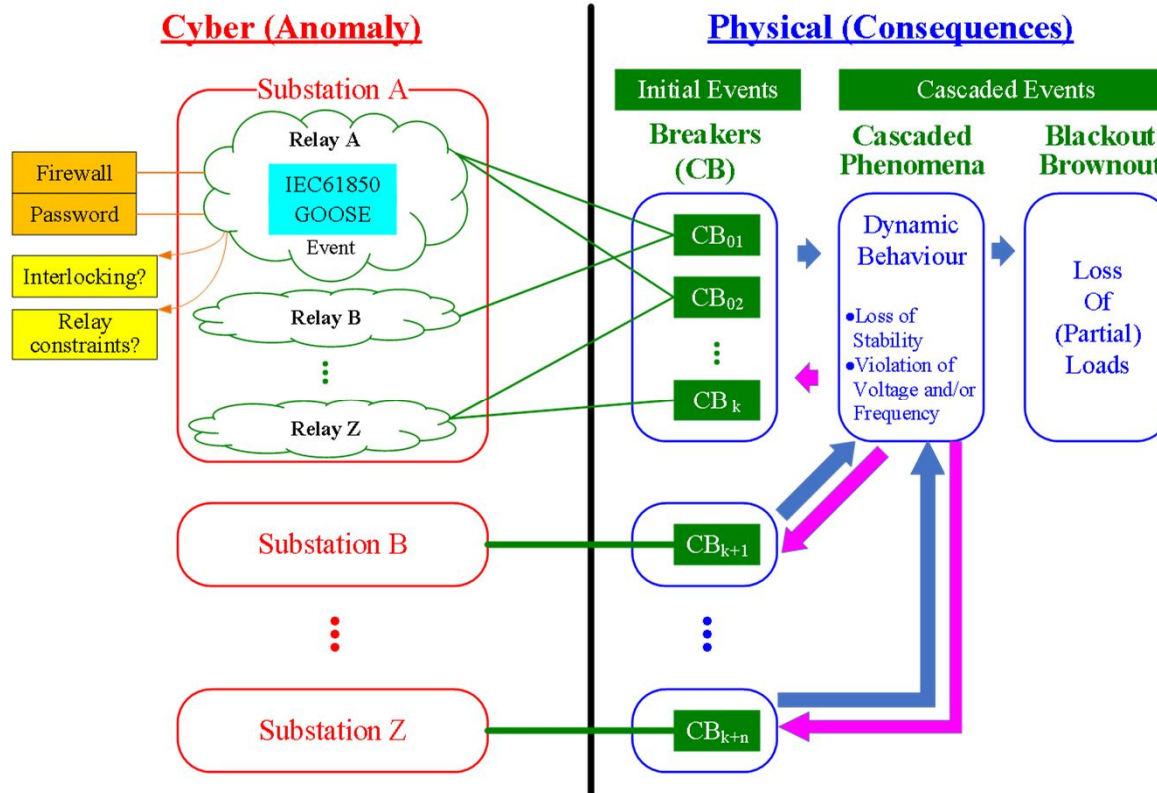 Cyber (Anomaly)
Physical (Consequences)
Substation A
Relay A
IEC61850
GOOSE
Event
Firewall
Password
Interlocking?
Relay
constraints?
Relay B
Relay Z
Substation B
Substation Z
Initial Events
Cascaded Events
Breakers
(CB)
Cascaded
Phenomena
Blackout
Brownout
CB01
CB02
CBk
Dynamic
Behaviour
●Loss of
Stability
●Violation of
Voltage and/or
Frequency
Loss
Of
(Partial)
Loads
CBk+1
CBk+n